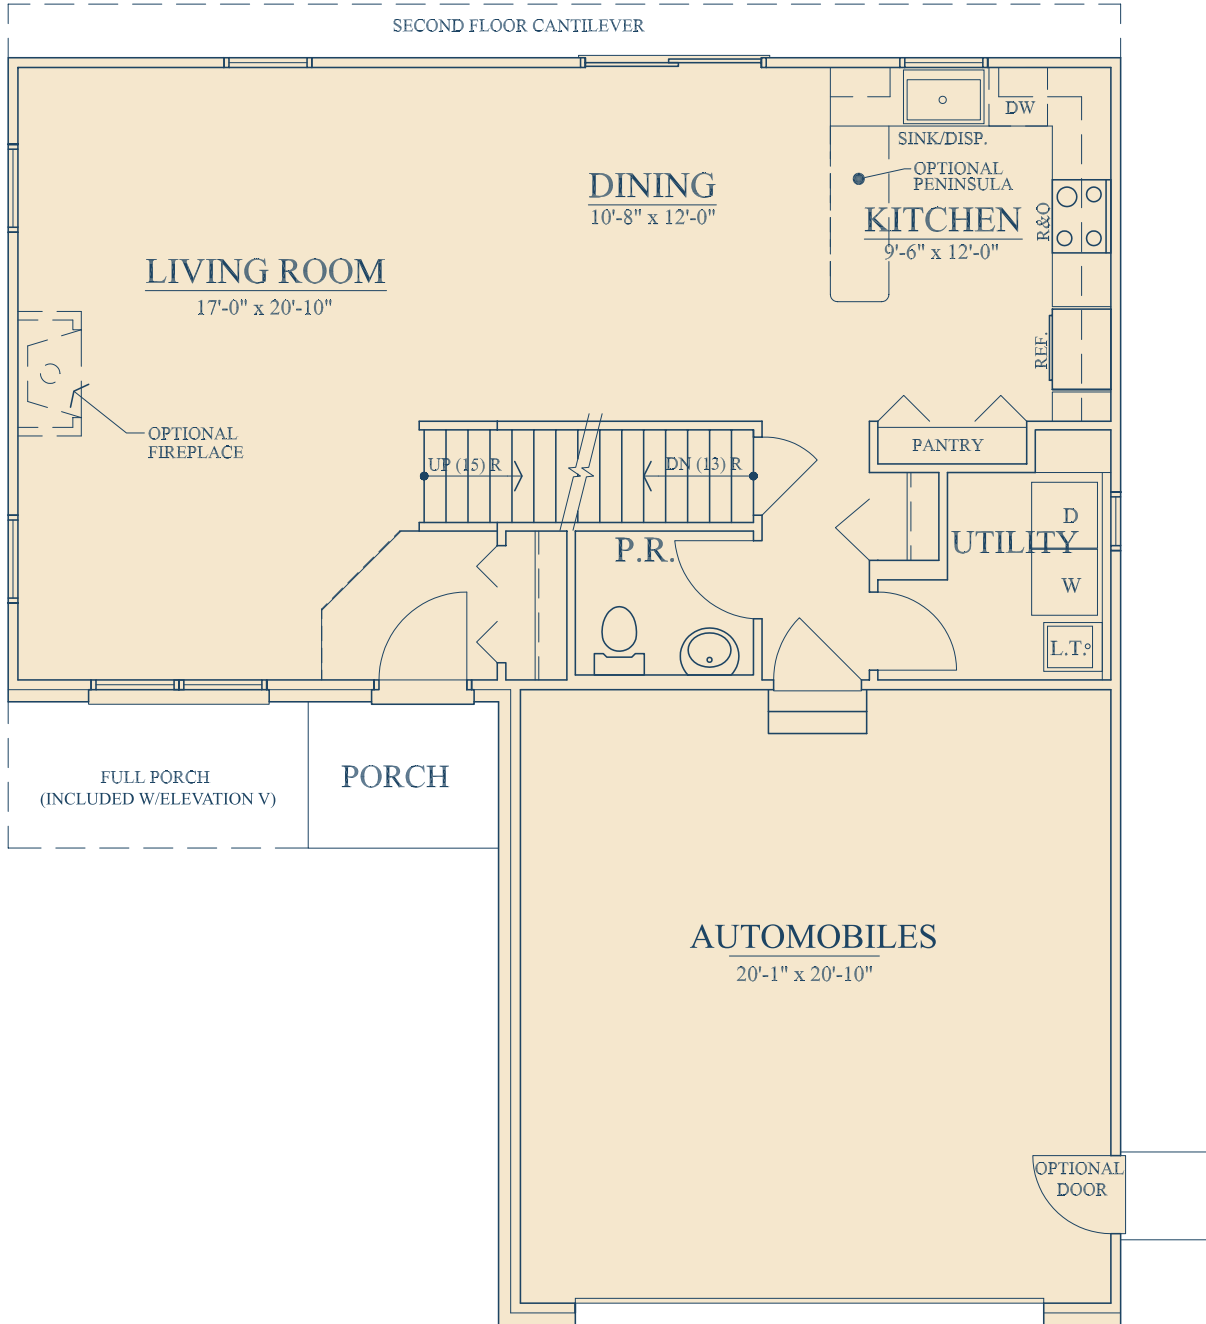 SECOND FLOOR CANTILEVER
DW
SINK/DISP.
OPTIONAL
PENINSULA
DINING
10'-8" x 12'-0"
KITCHEN
9'-6" x 12'-0"
R&O
LIVING ROOM
17'-0" x 20'-10"
REF.
OPTIONAL
FIREPLACE
PANTRY
UP (15) R
DN (13) R
D
UTILITY
P.R.
W
L.T.
PORCH
FULL PORCH
(INCLUDED W/ELEVATION V)
AUTOMOBILES
20'-1" x 20'-10"
OPTIONAL
DOOR